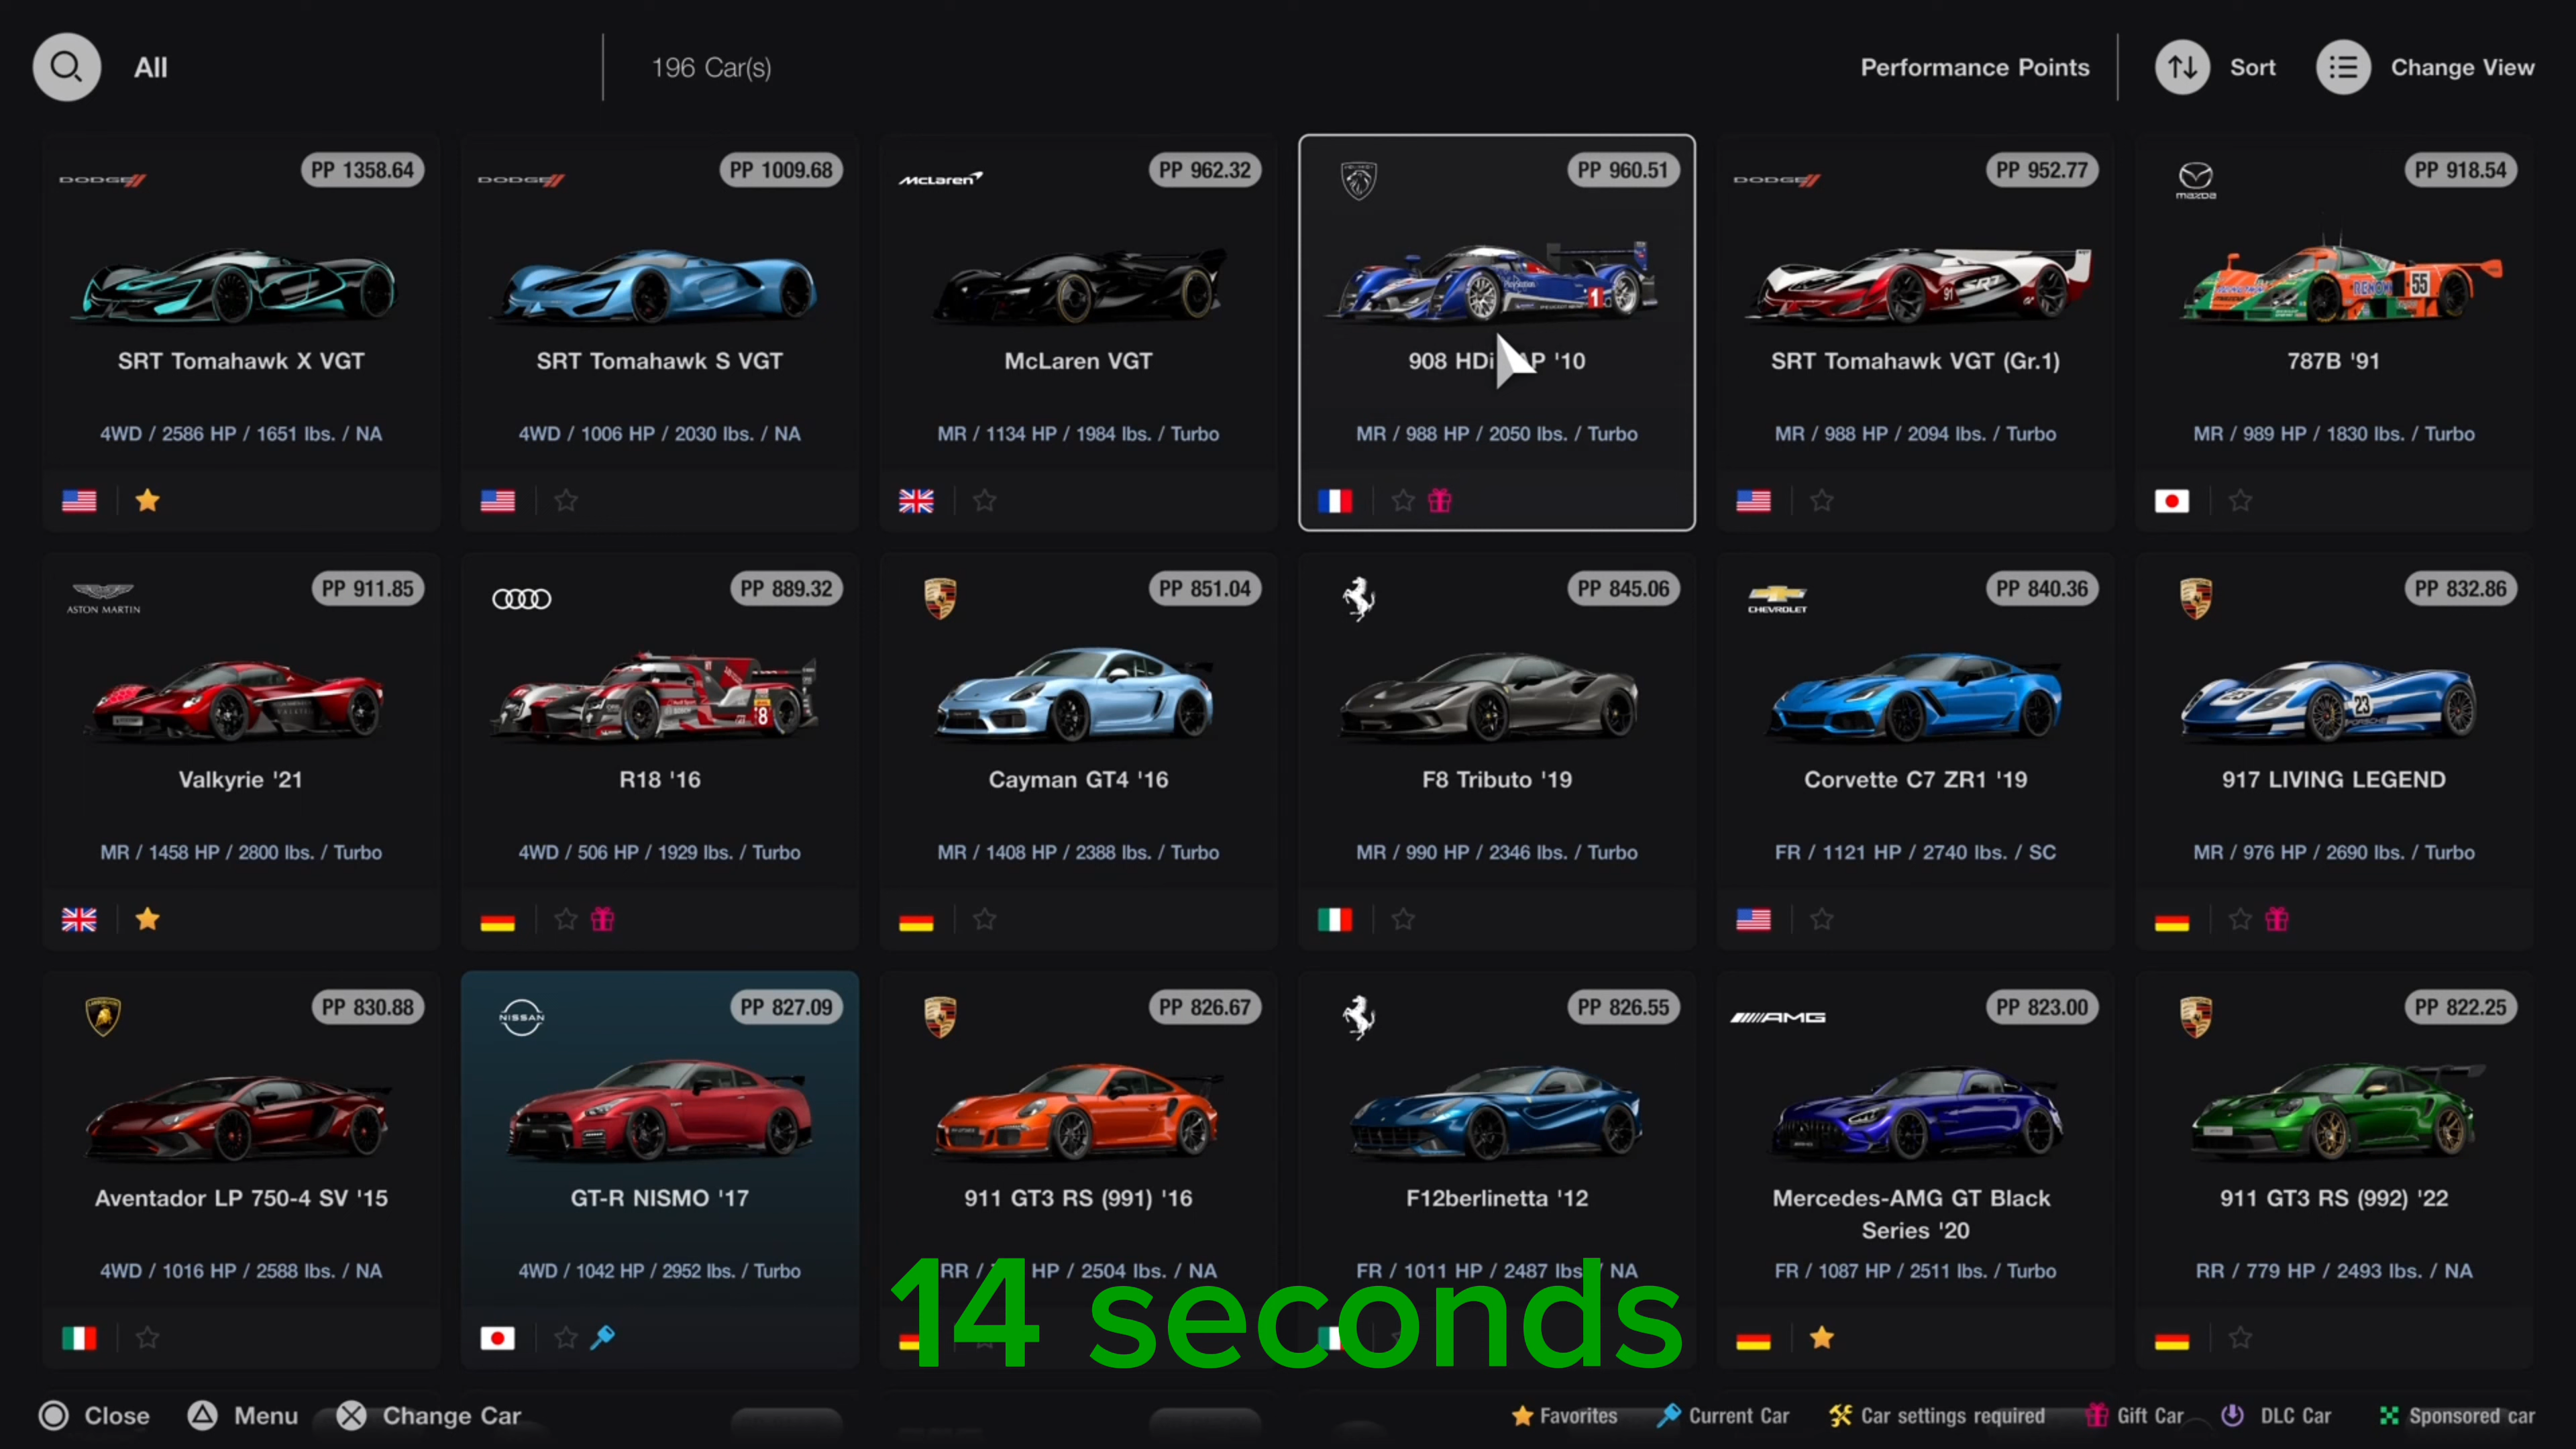 All
196 Car(s)
Performance Points
Sort
Change View
DODGE
PP 1358.64
SRT Tomahawk X VGT
4WD / 2586 HP / 1651 lbs. / NA
DODGE
PP 1009.68
SRT Tomahawk S VGT
4WD / 1006 HP / 2030 lbs. / NA
McLaren
PP 962.32
McLaren VGT
MR / 1134 HP / 1984 lbs. / Turbo
PP 960.51
908 HDi AP '10
MR / 988 HP / 2050 lbs. / Turbo
DODGE
PP 952.77
SRT Tomahawk VGT (Gr.1)
MR / 988 HP / 2094 lbs. / Turbo
mazda
PP 918.54
RENOWN
55
787B '91
MR / 989 HP / 1830 lbs. / Turbo
ASTON MARTIN
PP 911.85
Valkyrie '21
MR / 1458 HP / 2800 lbs. / Turbo
PP 889.32
R18 '16
4WD / 506 HP / 1929 lbs. / Turbo
PP 851.04
Cayman GT4 '16
MR / 1408 HP / 2388 lbs. / Turbo
PP 845.06
F8 Tributo '19
MR / 990 HP / 2346 lbs. / Turbo
CHEVROLET
PP 840.36
Corvette C7 ZR1 '19
FR / 1121 HP / 2740 lbs. / SC
PP 832.86
23
917 LIVING LEGEND
MR / 976 HP / 2690 lbs. / Turbo
PP 830.88
Aventador LP 750-4 SV '15
4WD / 1016 HP / 2588 lbs. / NA
NISSAN
PP 827.09
GT-R NISMO '17
4WD / 1042 HP / 2952 lbs. / Turbo
PP 826.67
911 GT3 RS (991) '16
RR / HP / 2504 lbs. / NA
PP 826.55
F12berlinetta '12
FR / 1011 HP / 2487 lbs. / NA
AMG
PP 823.00
Mercedes-AMG GT Black
Series '20
FR / 1087 HP / 2511 lbs. / Turbo
PP 822.25
911 GT3 RS (992) '22
RR / 779 HP / 2493 lbs. / NA
14 seconds
Close
Menu
Change Car
Favorites
Current Car
Car settings required
Gift Car
DLC Car
Sponsored car